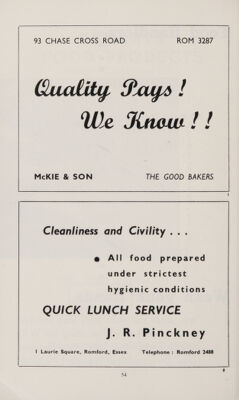 93 CHASE CROSS ROAD ROM 3287
Quality Pays!
We Know!!
McKIE & SON THE GOOD BAKERS
Cleanliness and Civility . . .
• All food prepared
under strictest
hygienic conditions
QUICK LUNCH SERVICE
J. R. Pinckney
1 Laurie Square, Romford, Essex Telephone: Romford 2488
54